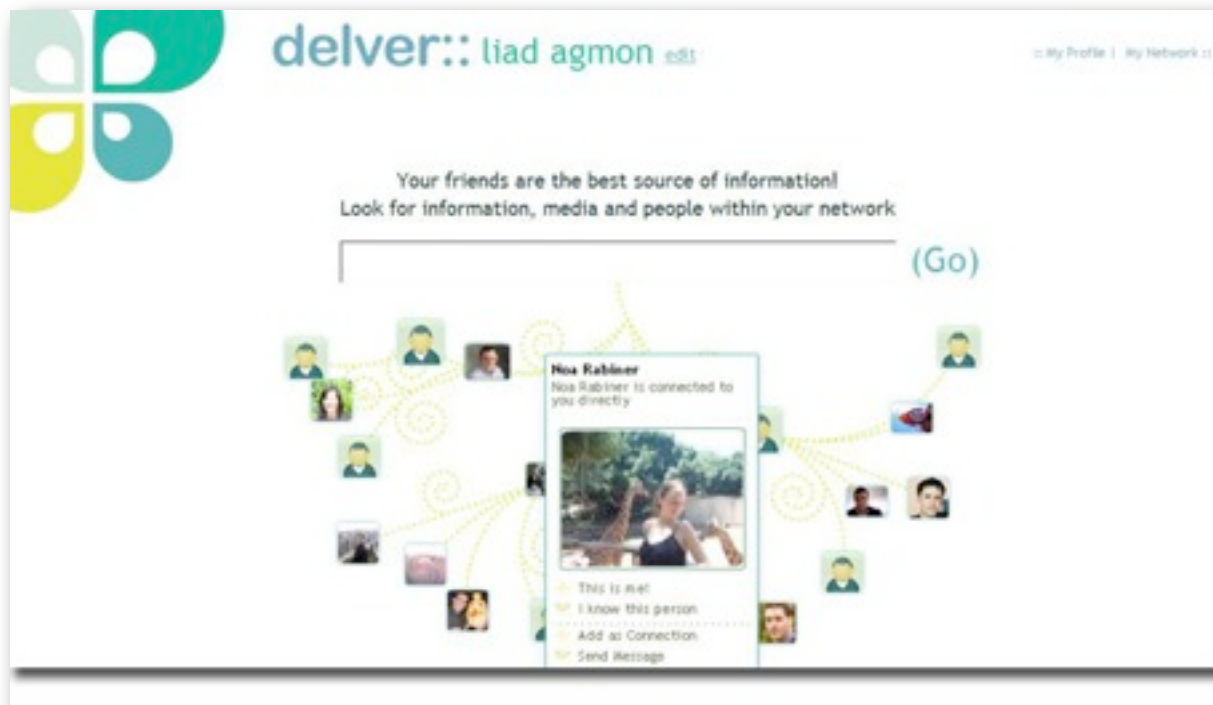 delver:: liad agmon edit
:: My Profile | My Network ::
Your friends are the best source of information!
Look for information, media and people within your network
(Go)
Noa Rabiner
Noa Rabiner is connected to
you directly
This is me!
I know this person
Add as Connection
Send Message